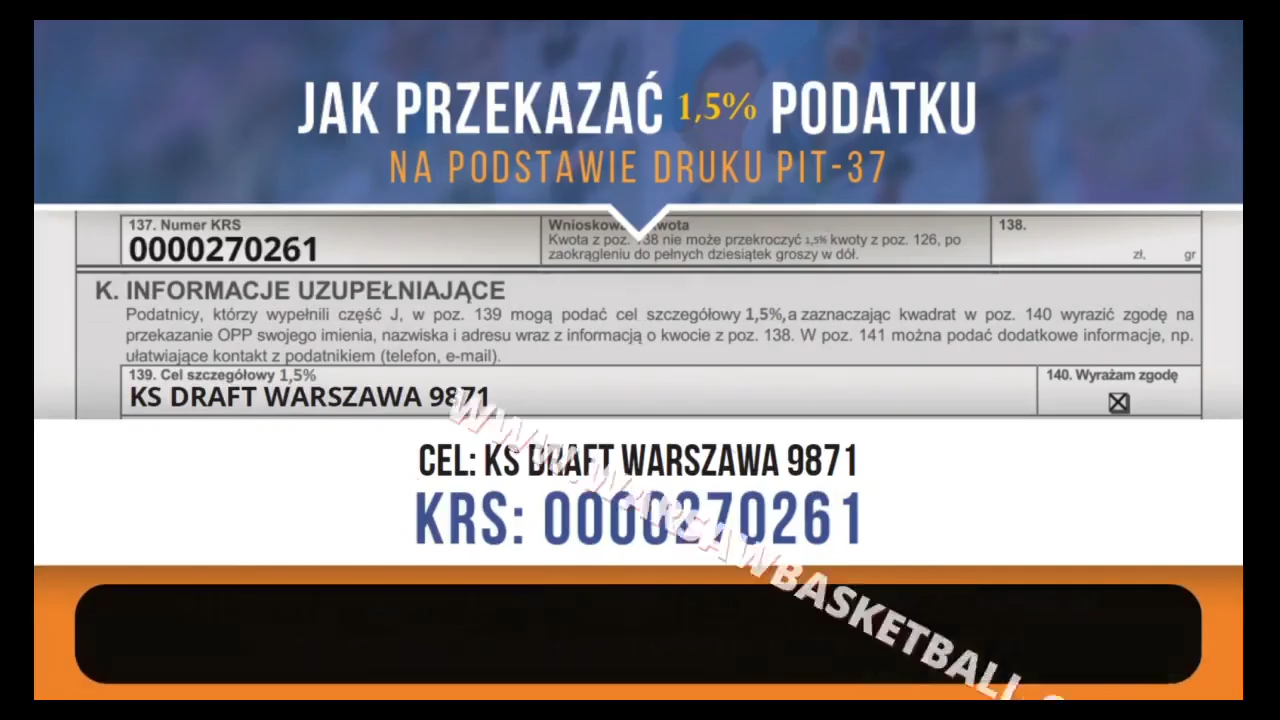 JAK PRZEKAZAĆ 1,5% PODATKU
NA PODSTAWIE DRUKU PIT-37
137. Numer KRS
0000270261
Kwota z poz. 138 nie może przekroczyć 1,5% kwoty z poz. 126, po
zaokrągleniu do pełnych dziesiątek groszy w dół.
138.
zł, gr
K. INFORMACJE UZUPEŁNIAJĄCE
Podatnicy, którzy wypełnili część J, w poz. 139 mogą podać cel szczegółowy 1,5%,a zaznaczając kwadrat w poz. 140 wyrazić zgodę na
przekazanie OPP swojego imienia, nazwiska i adresu wraz z informacją o kwocie z poz. 138. W poz. 141 można podać dodatkowe informacje, np.
ułatwiające kontakt z podatnikiem (telefon, e-mail).
139. Cel szczegółowy 1,5%
KS DRAFT WARSZAWA 9871
140. Wyrażam zgodę
CEL: KS DRAFT WARSZAWA 9871
KRS: 0000270261
WWW.WARSAWBASKETBALL.